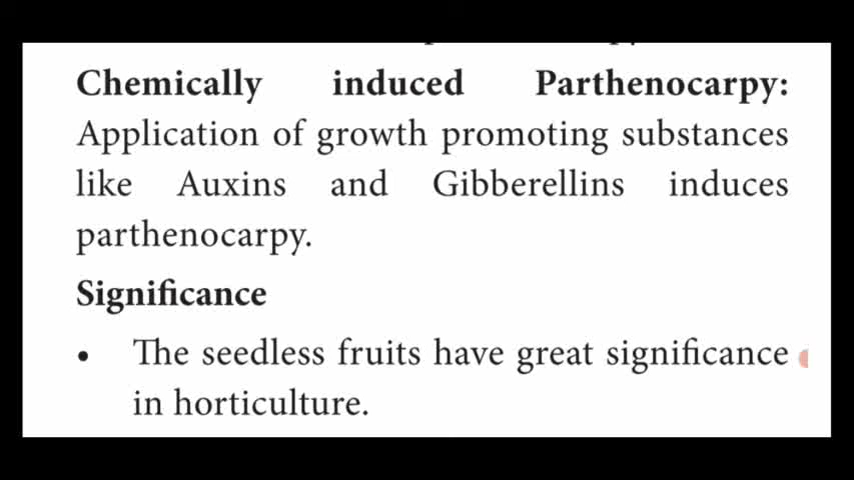 Chemically induced Parthenocarpy:
Application of growth promoting substances
like Auxins and Gibberellins induces
parthenocarpy.
Significance
• The seedless fruits have great significance
in horticulture.